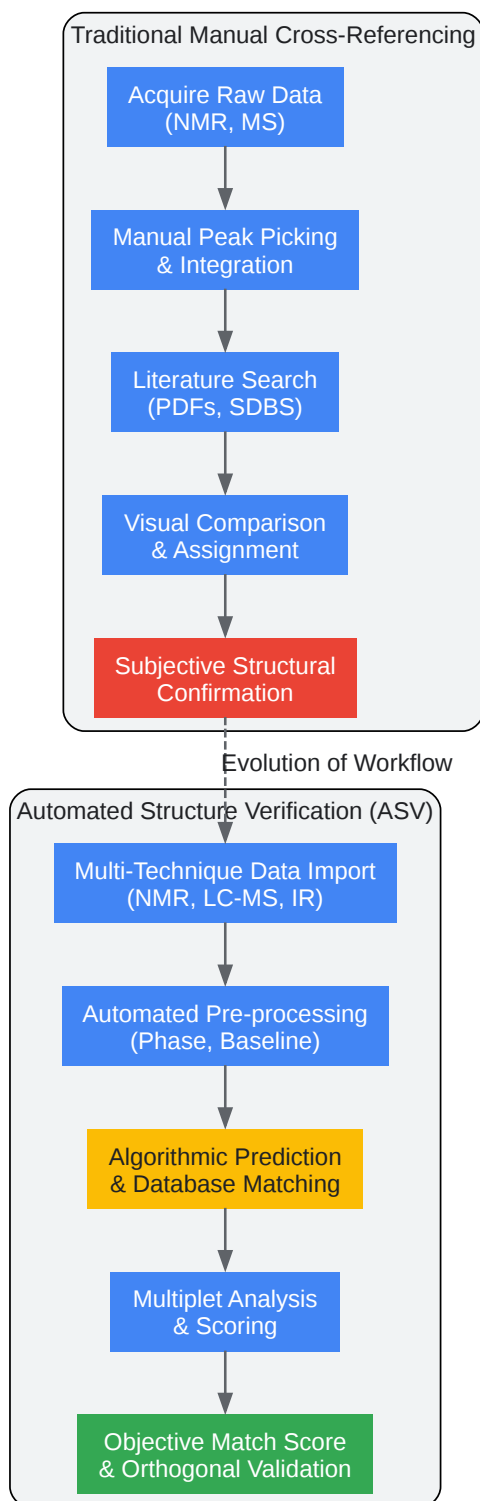 Traditional Manual Cross-Referencing
Acquire Raw Data
(NMR, MS)
Manual Peak Picking
& Integration
Literature Search
(PDFs, SDBS)
Visual Comparison
& Assignment
Subjective Structural
Confirmation
Evolution of Workflow
Automated Structure Verification (ASV)
Multi-Technique Data Import
(NMR, LC-MS, IR)
Automated Pre-processing
(Phase, Baseline)
Algorithmic Prediction
& Database Matching
Multiplet Analysis
& Scoring
Objective Match Score
& Orthogonal Validation